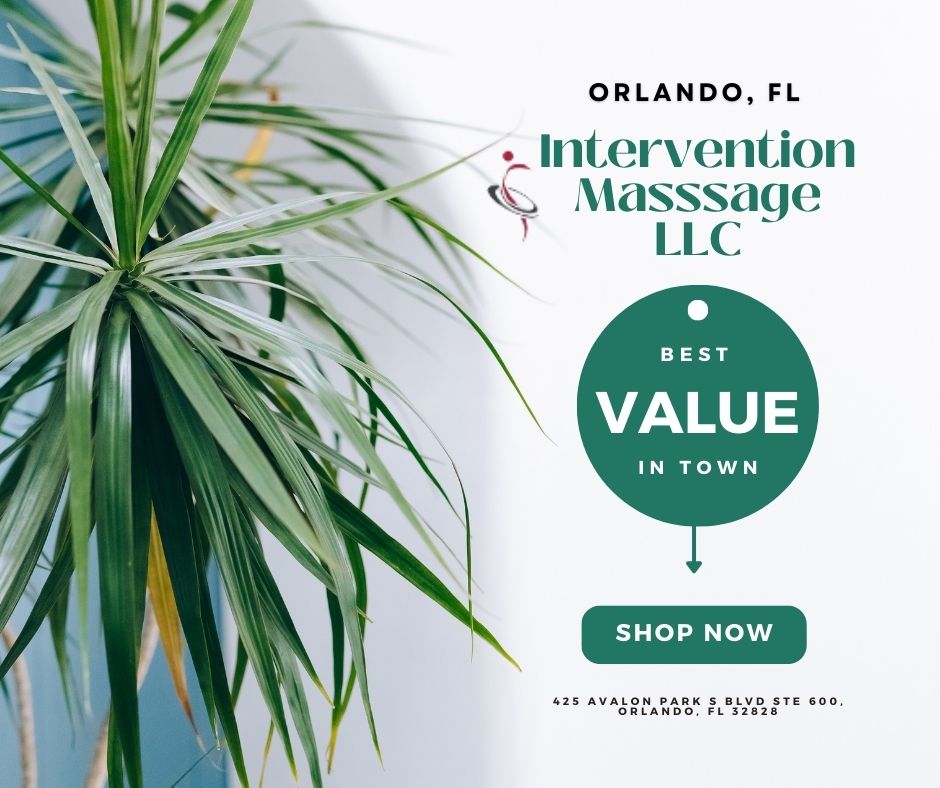 ORLANDO, FL
Intervention
Masssage
LLC
BEST
VALUE
IN TOWN
SHOP NOW
425 AVALON PARK S BLVD STE 600,
ORLANDO, FL 32828